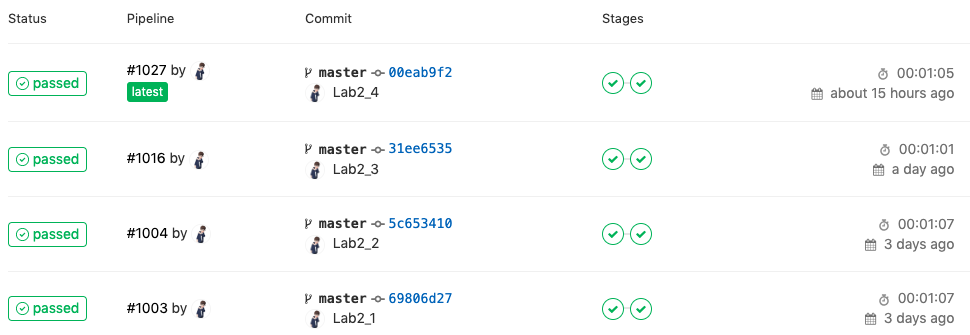 Status Pipeline Commit Stages
passed #1027 by master 00eab9f2 00:01:05
latest Lab2_4 about 15 hours ago
passed #1016 by master 31ee6535 00:01:01
Lab2_3 a day ago
passed #1004 by master 5c653410 00:01:07
Lab2_2 3 days ago
passed #1003 by master 69806d27 00:01:07
Lab2_1 3 days ago